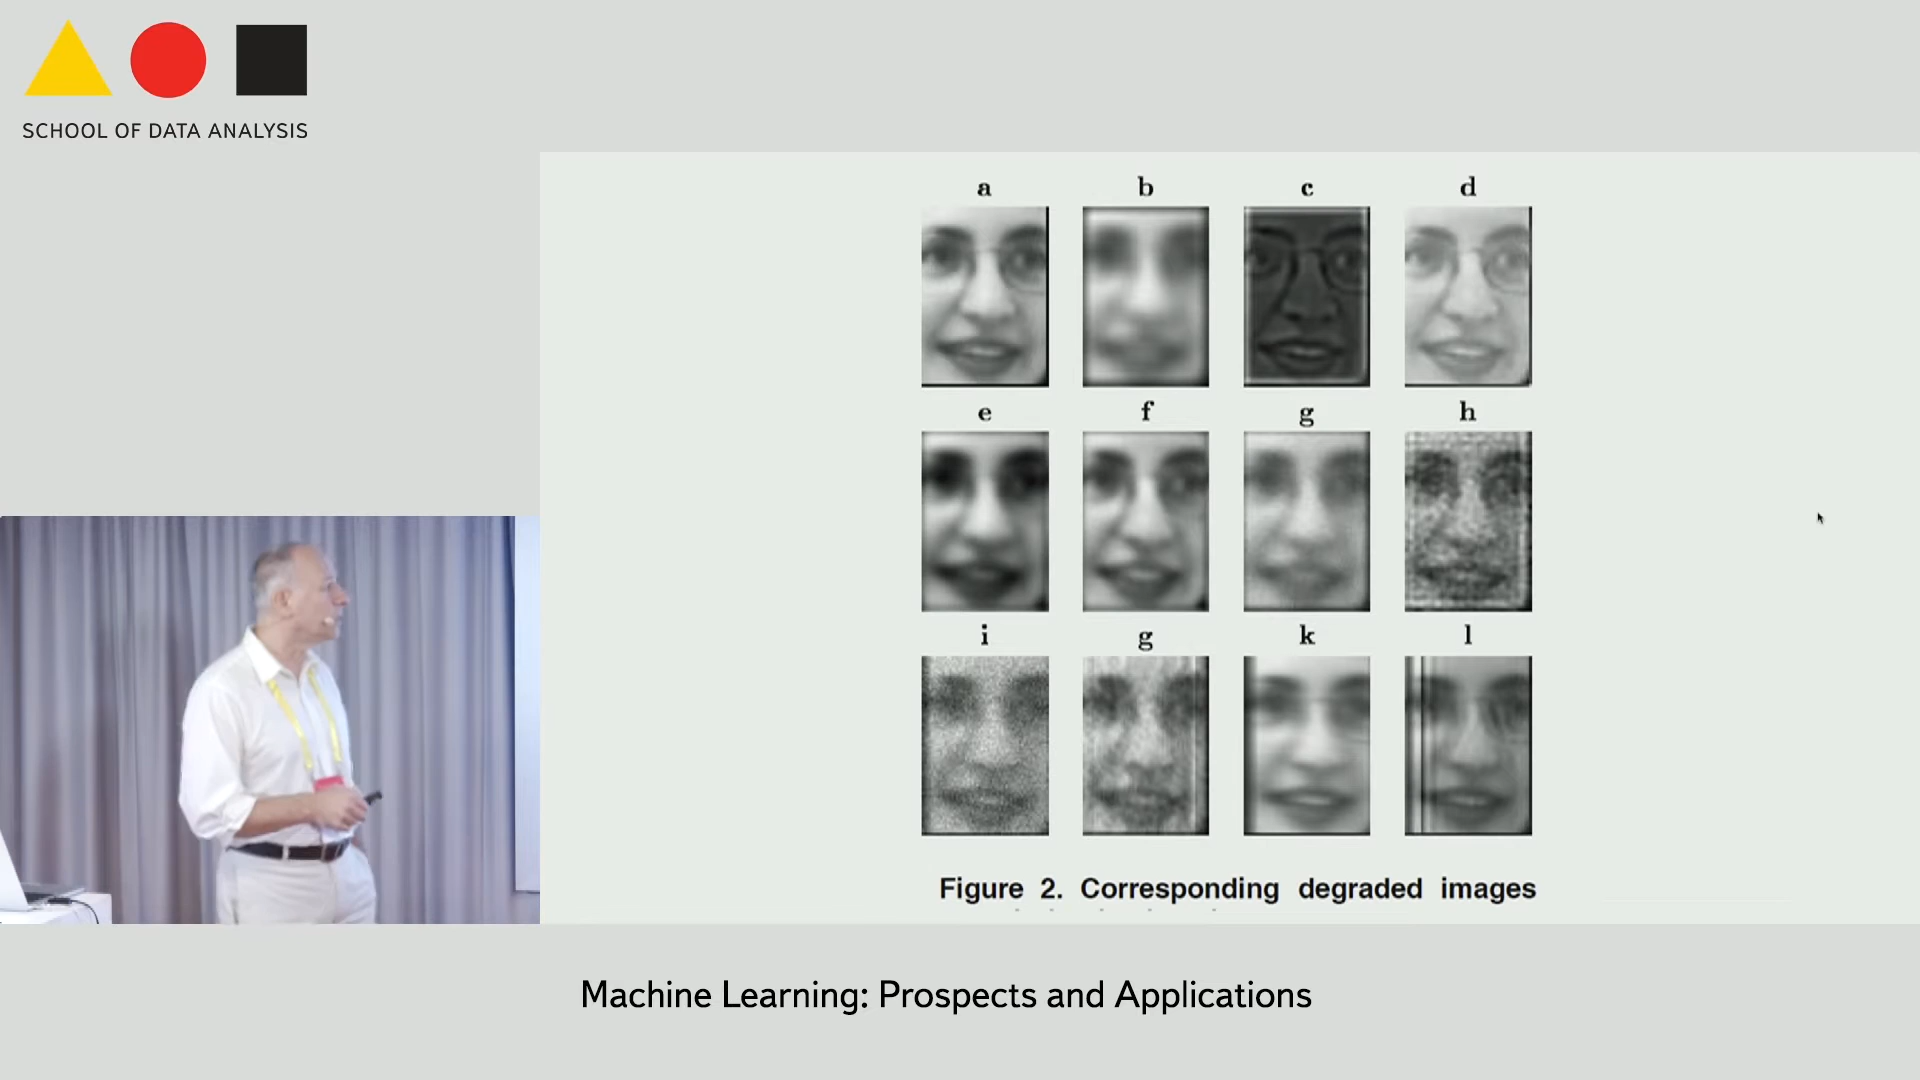 SCHOOL OF DATA ANALYSIS
a b c d
e f g h
i g k l
Figure 2. Corresponding degraded images
Machine Learning: Prospects and Applications